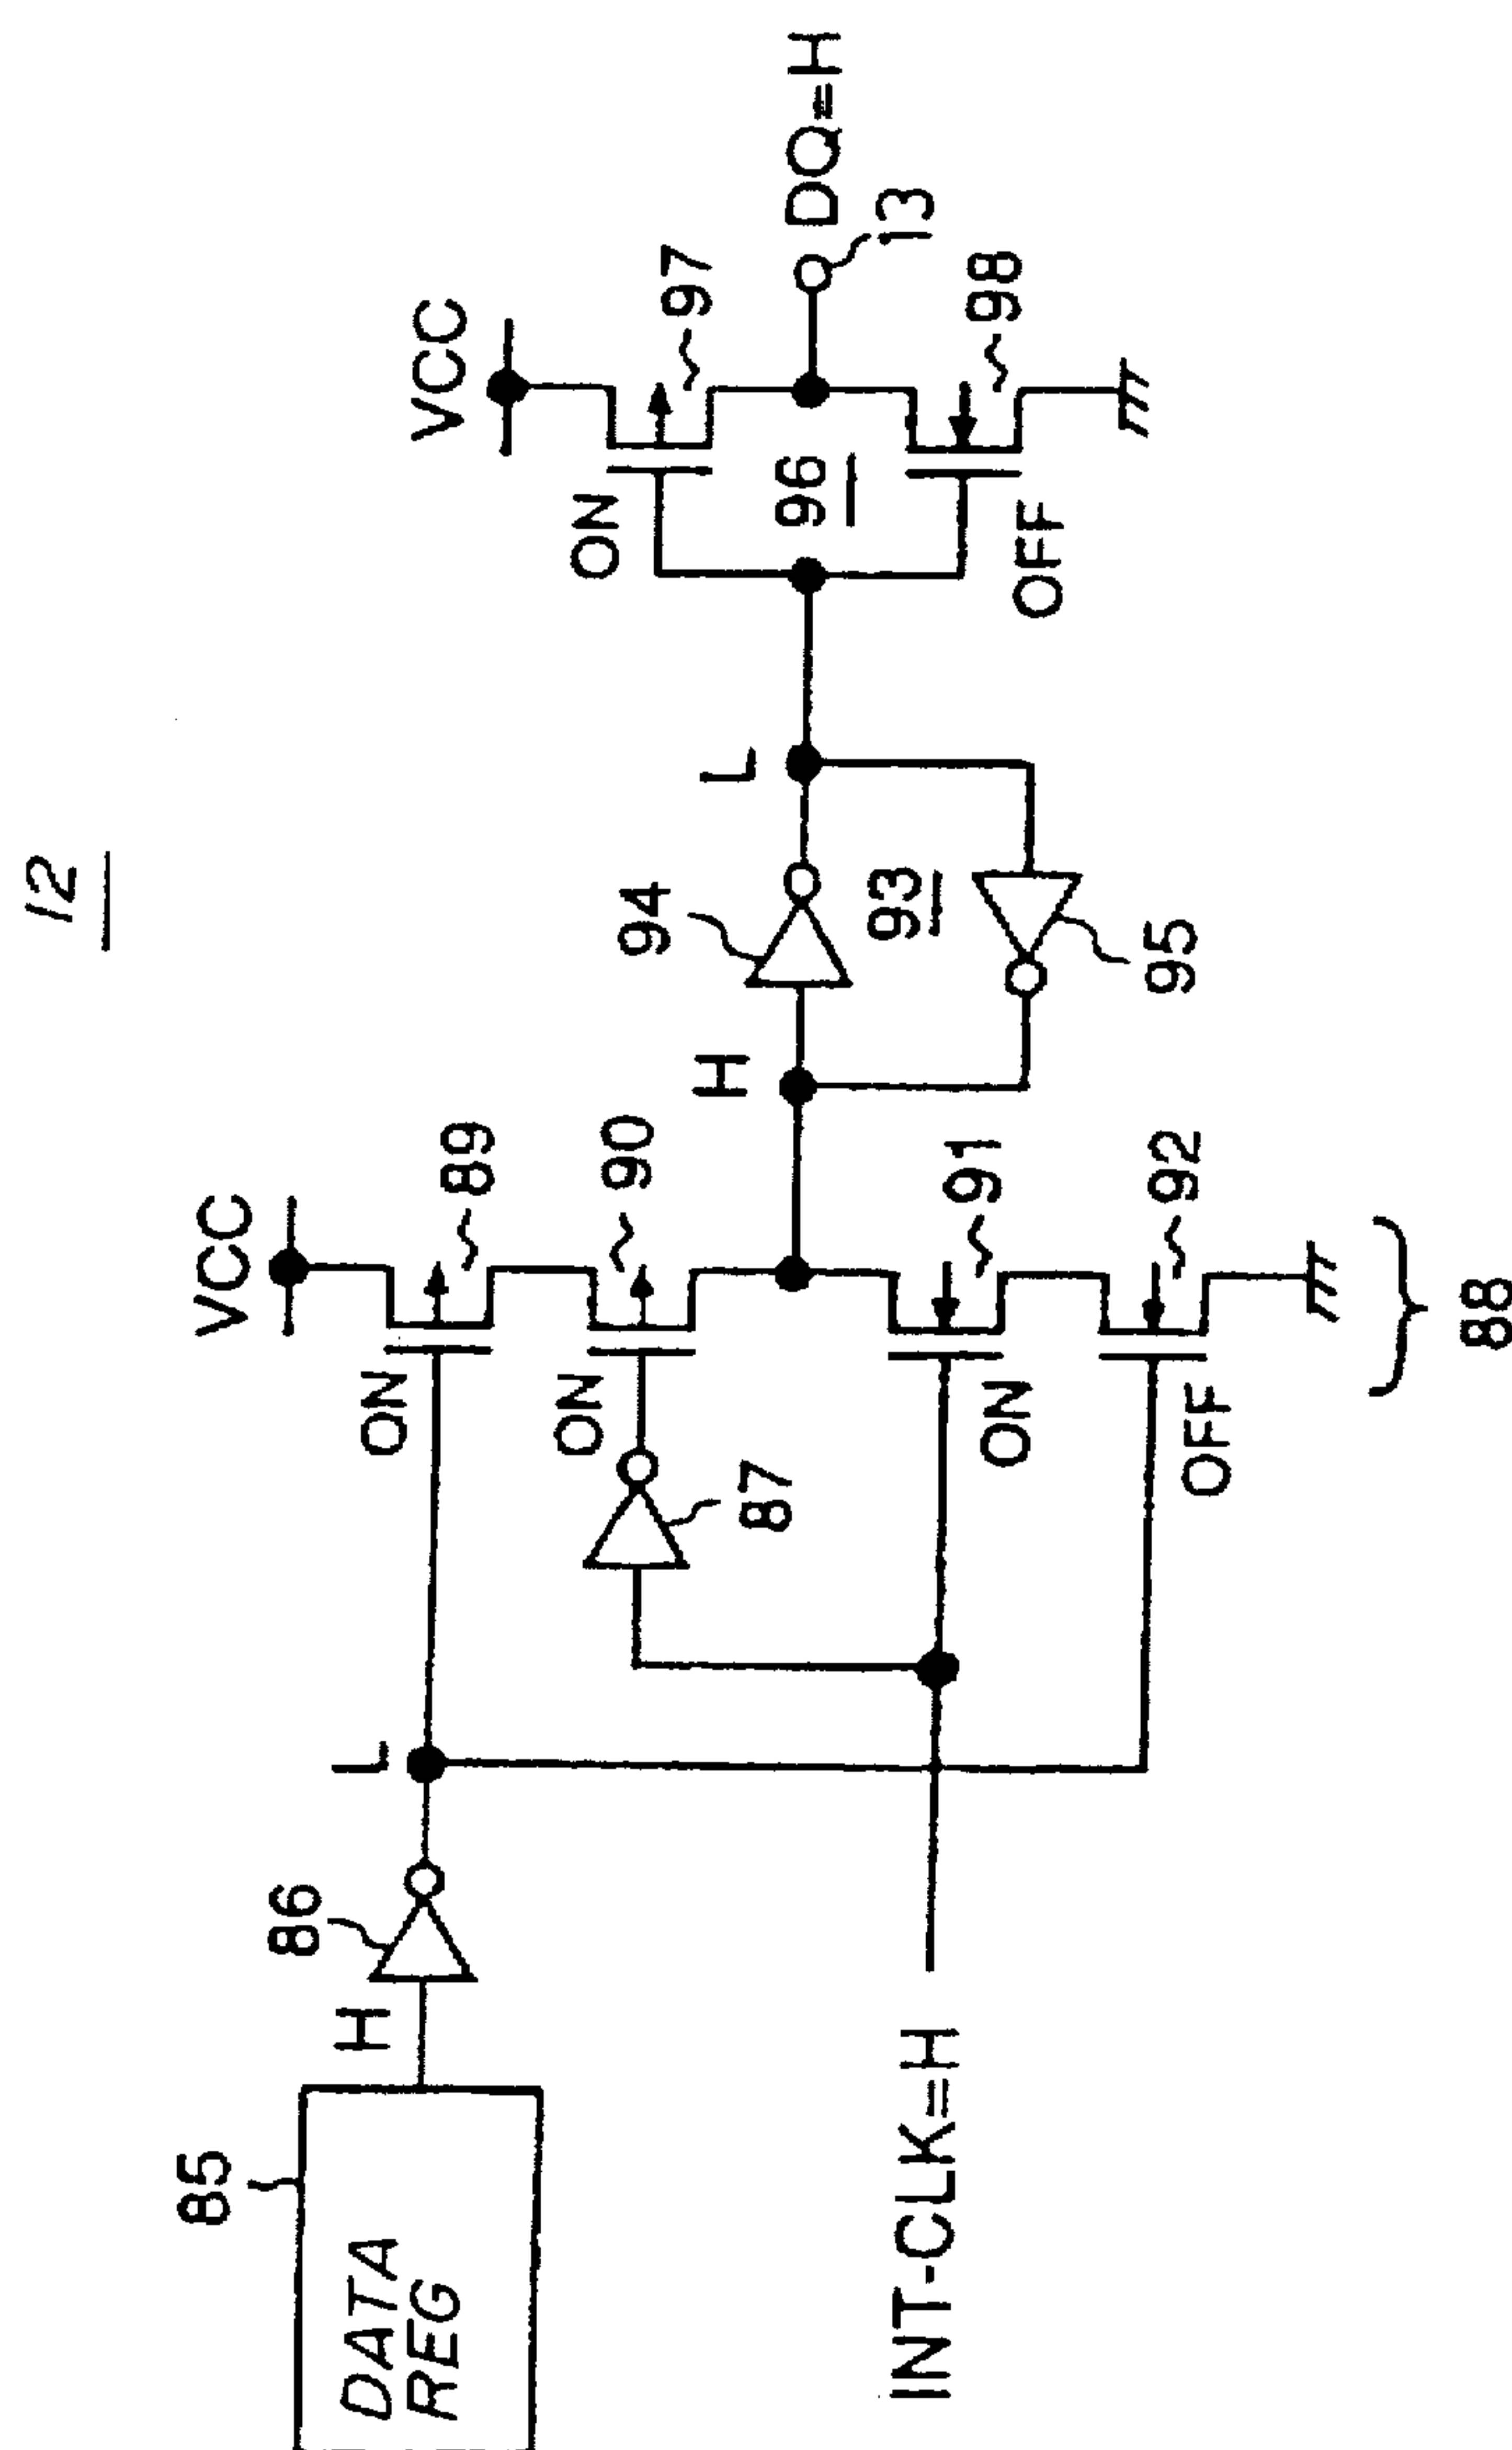 12
85
DATA
REG
H
86
L
INT-CLK=H
VCC
ON
89
ON
90
87
ON
91
OFF
92
88
H
94
93
95
L
VCC
ON
97
96
OFF
98
DQ=H
13